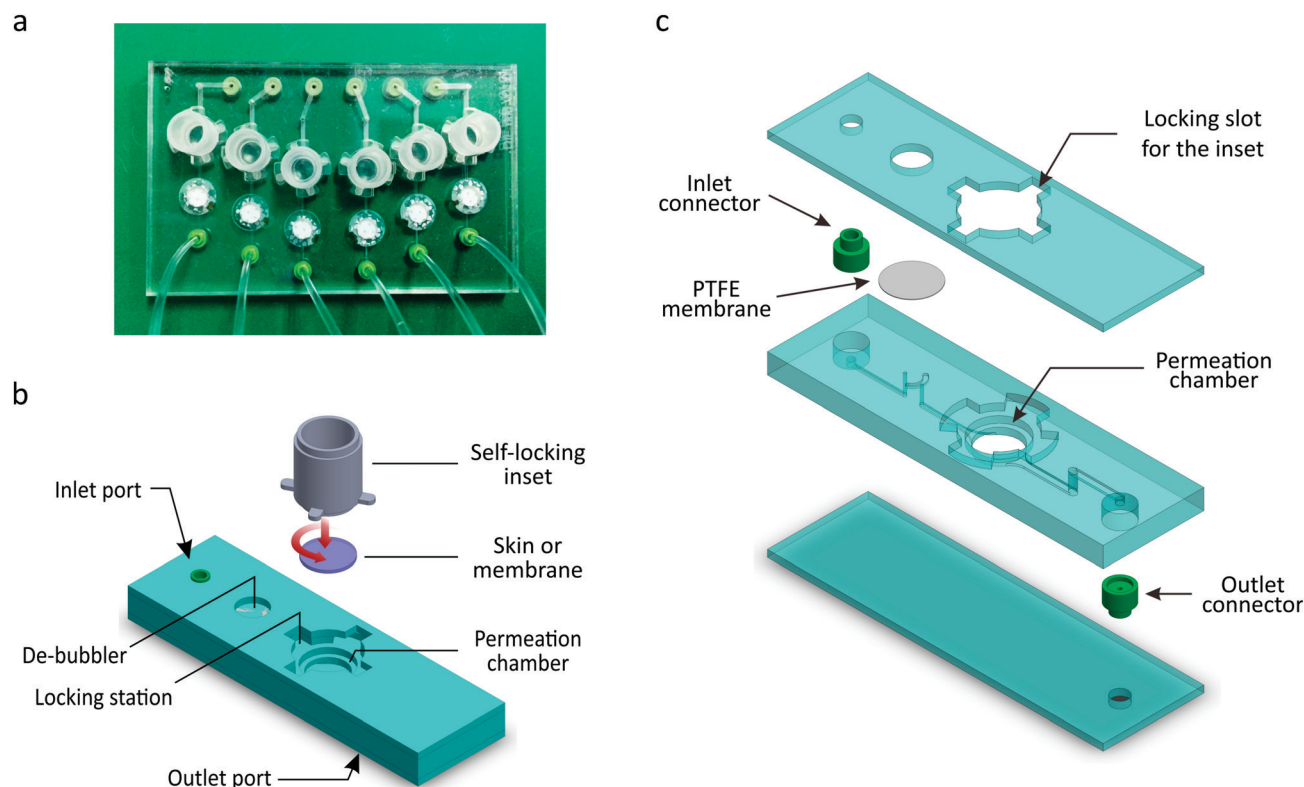 a
b
Self-locking
inset
Inlet port
Skin or
membrane
De-bubbler
Permeation
chamber
Locking station
Outlet port
c
Locking slot
for the inset
Inlet
connector
PTFE
membrane
Permeation
chamber
Outlet
connector